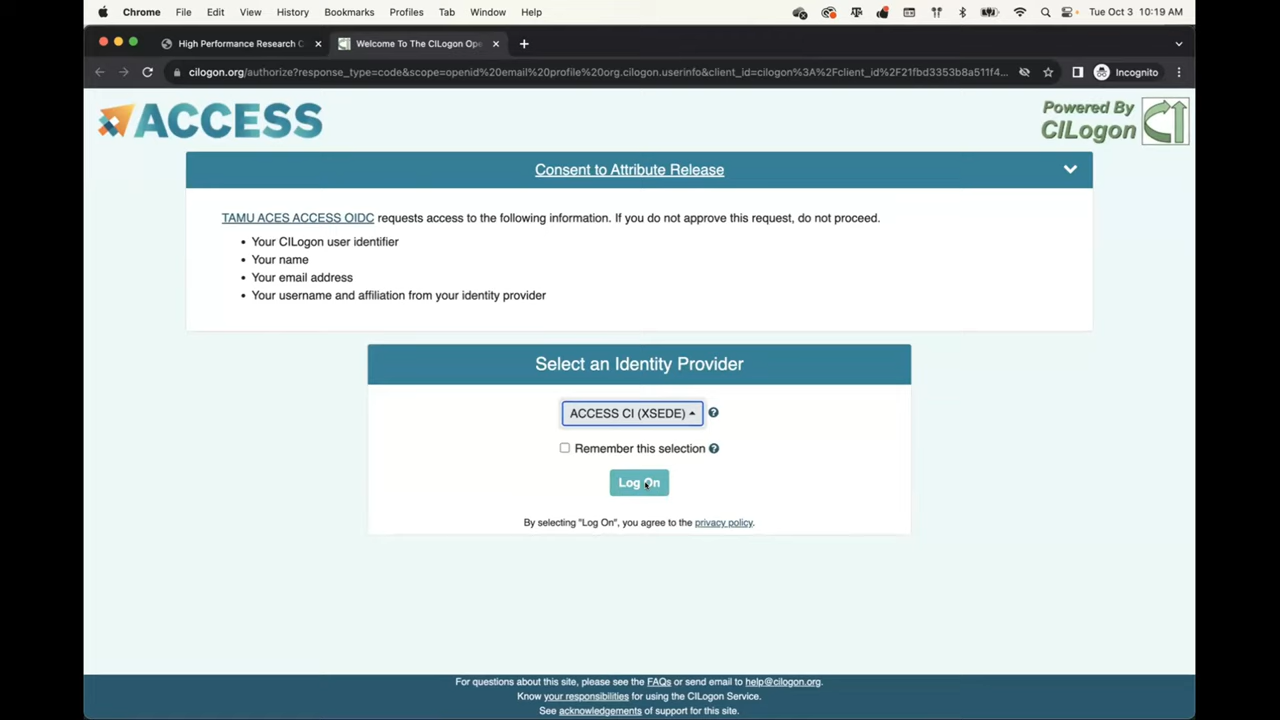 Chrome File Edit View History Bookmarks Profiles Tab Window Help Tue Oct 3 10:19 AM
High Performance Research C Welcome To The CILogon Ope
cilogon.org/authorize?response_type=code&scope=openid%20email%20profile%20org.cilogon.userinfo&client_id=cilogon%3A%2Fclient_id%2F21fbd3353b8a511f4... Incognito
ACCESS
Powered By
CILogon
Consent to Attribute Release
TAMU ACES ACCESS OIDC requests access to the following information. If you do not approve this request, do not proceed.
• Your CILogon user identifier
• Your name
• Your email address
• Your username and affiliation from your identity provider
Select an Identity Provider
ACCESS CI (XSEDE)
Remember this selection
Log On
By selecting "Log On", you agree to the privacy policy.
For questions about this site, please see the FAQs or send email to help@cilogon.org.
Know your responsibilities for using the CILogon Service.
See acknowledgements of support for this site.